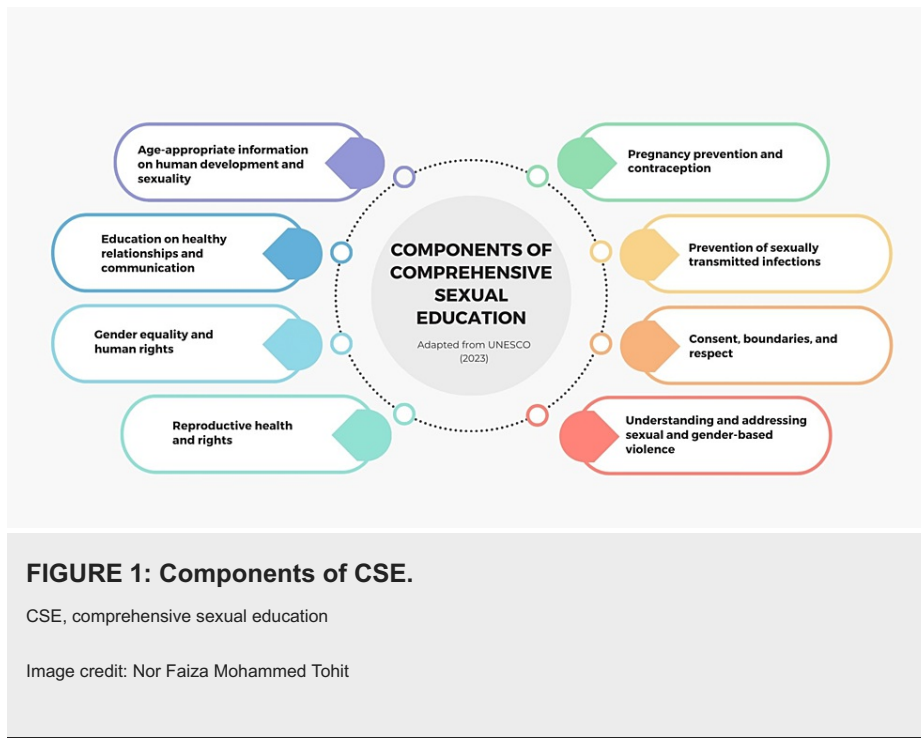 Age-appropriate information
on human development and
sexuality
Education on healthy
relationships and
communication
Gender equality and
human rights
Reproductive health
and rights
COMPONENTS OF
COMPREHENSIVE
SEXUAL
EDUCATION
Adapted from UNESCO
(2023)
Pregnancy prevention and
contraception
Prevention of sexually
transmitted infections
Consent, boundaries, and
respect
Understanding and addressing
sexual and gender-based
violence
FIGURE 1: Components of CSE.
CSE, comprehensive sexual education
Image credit: Nor Faiza Mohammed Tohit